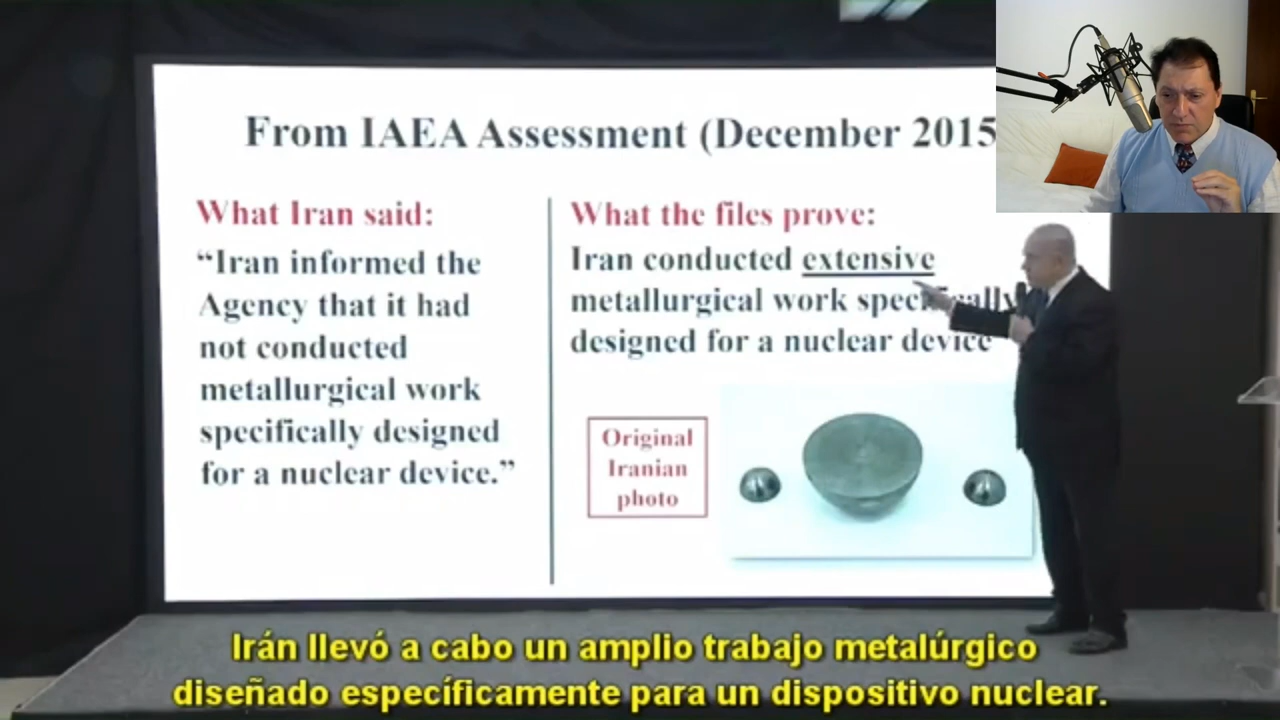 From IAEA Assessment (December 2015
What Iran said:
“Iran informed the
Agency that it had
not conducted
metallurgical work
specifically designed
for a nuclear device.”
What the files prove:
Iran conducted extensive
metallurgical work specifically
designed for a nuclear device
Original
Iranian
photo
Irán llevó a cabo un amplio trabajo metalúrgico
diseñado específicamente para un dispositivo nuclear.